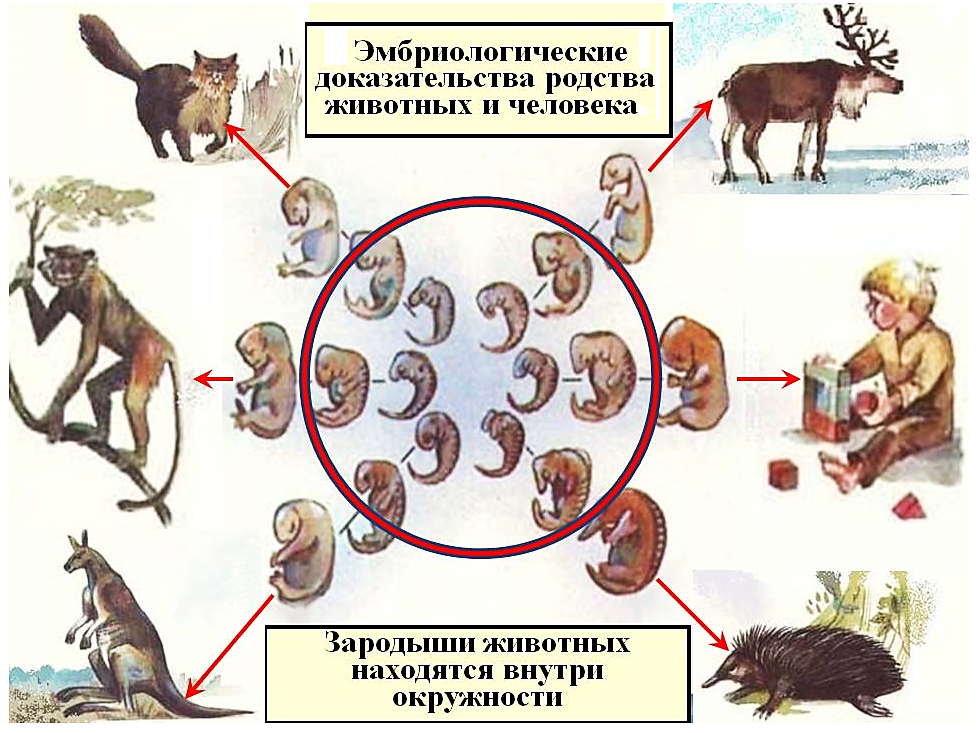 Эмбриологические
доказательства родства
животных и человека
Зародыши животных
находятся внутри
окружности